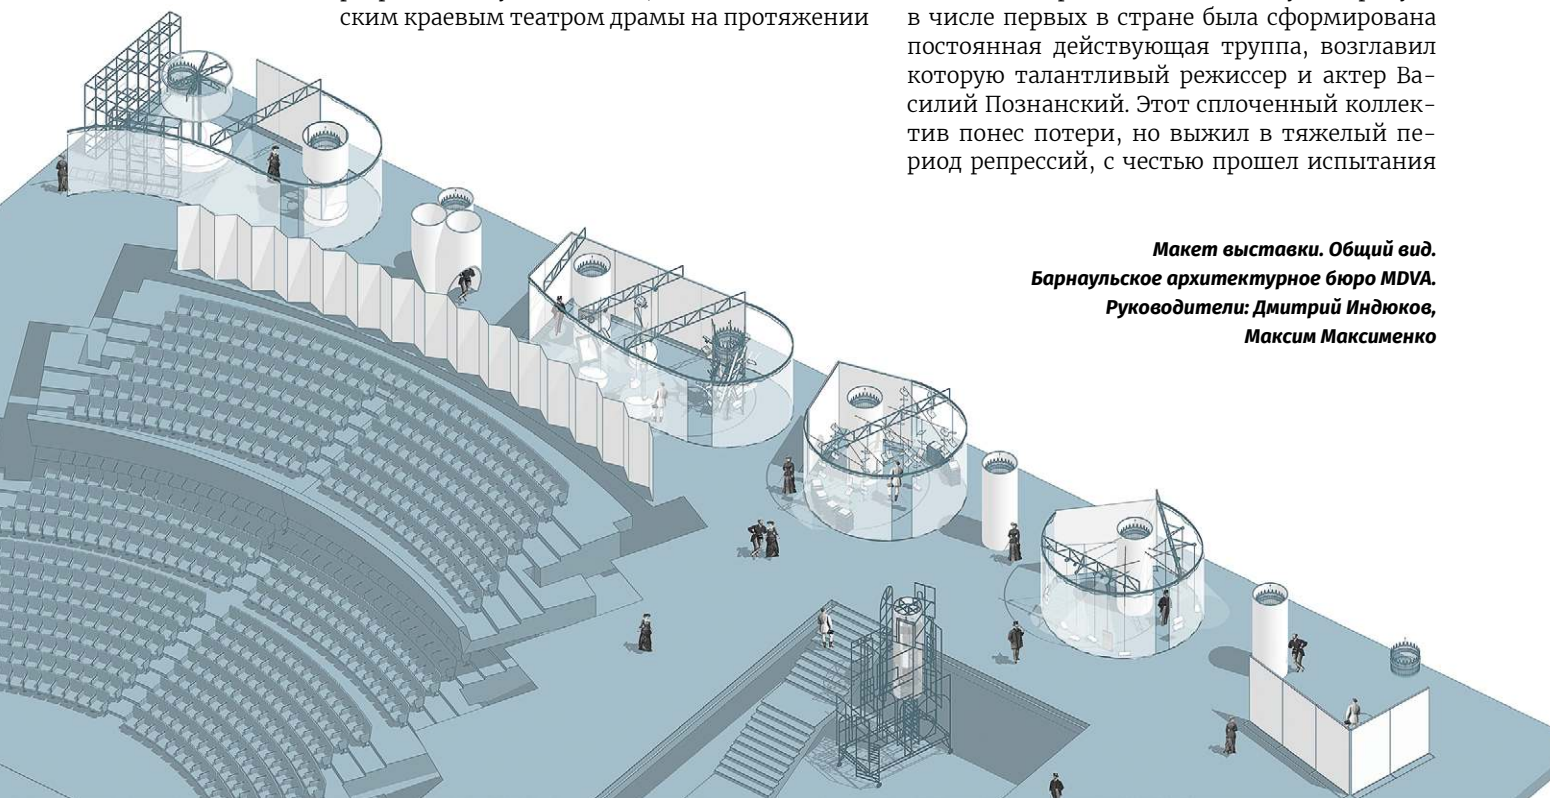 ским краевым театром драмы на протяжении
в числе первых в стране была сформирована
постоянная действующая труппа, возглавил
которую талантливый режиссер и актер Ва-
силий Познанский. Этот сплоченный коллек-
тив понес потери, но выжил в тяжелый пе-
риод репрессий, с честью прошел испытания
Макет выставки. Общий вид.
Барнаульское архитектурное бюро MDVA.
Руководители: Дмитрий Индюков,
Максим Максименко